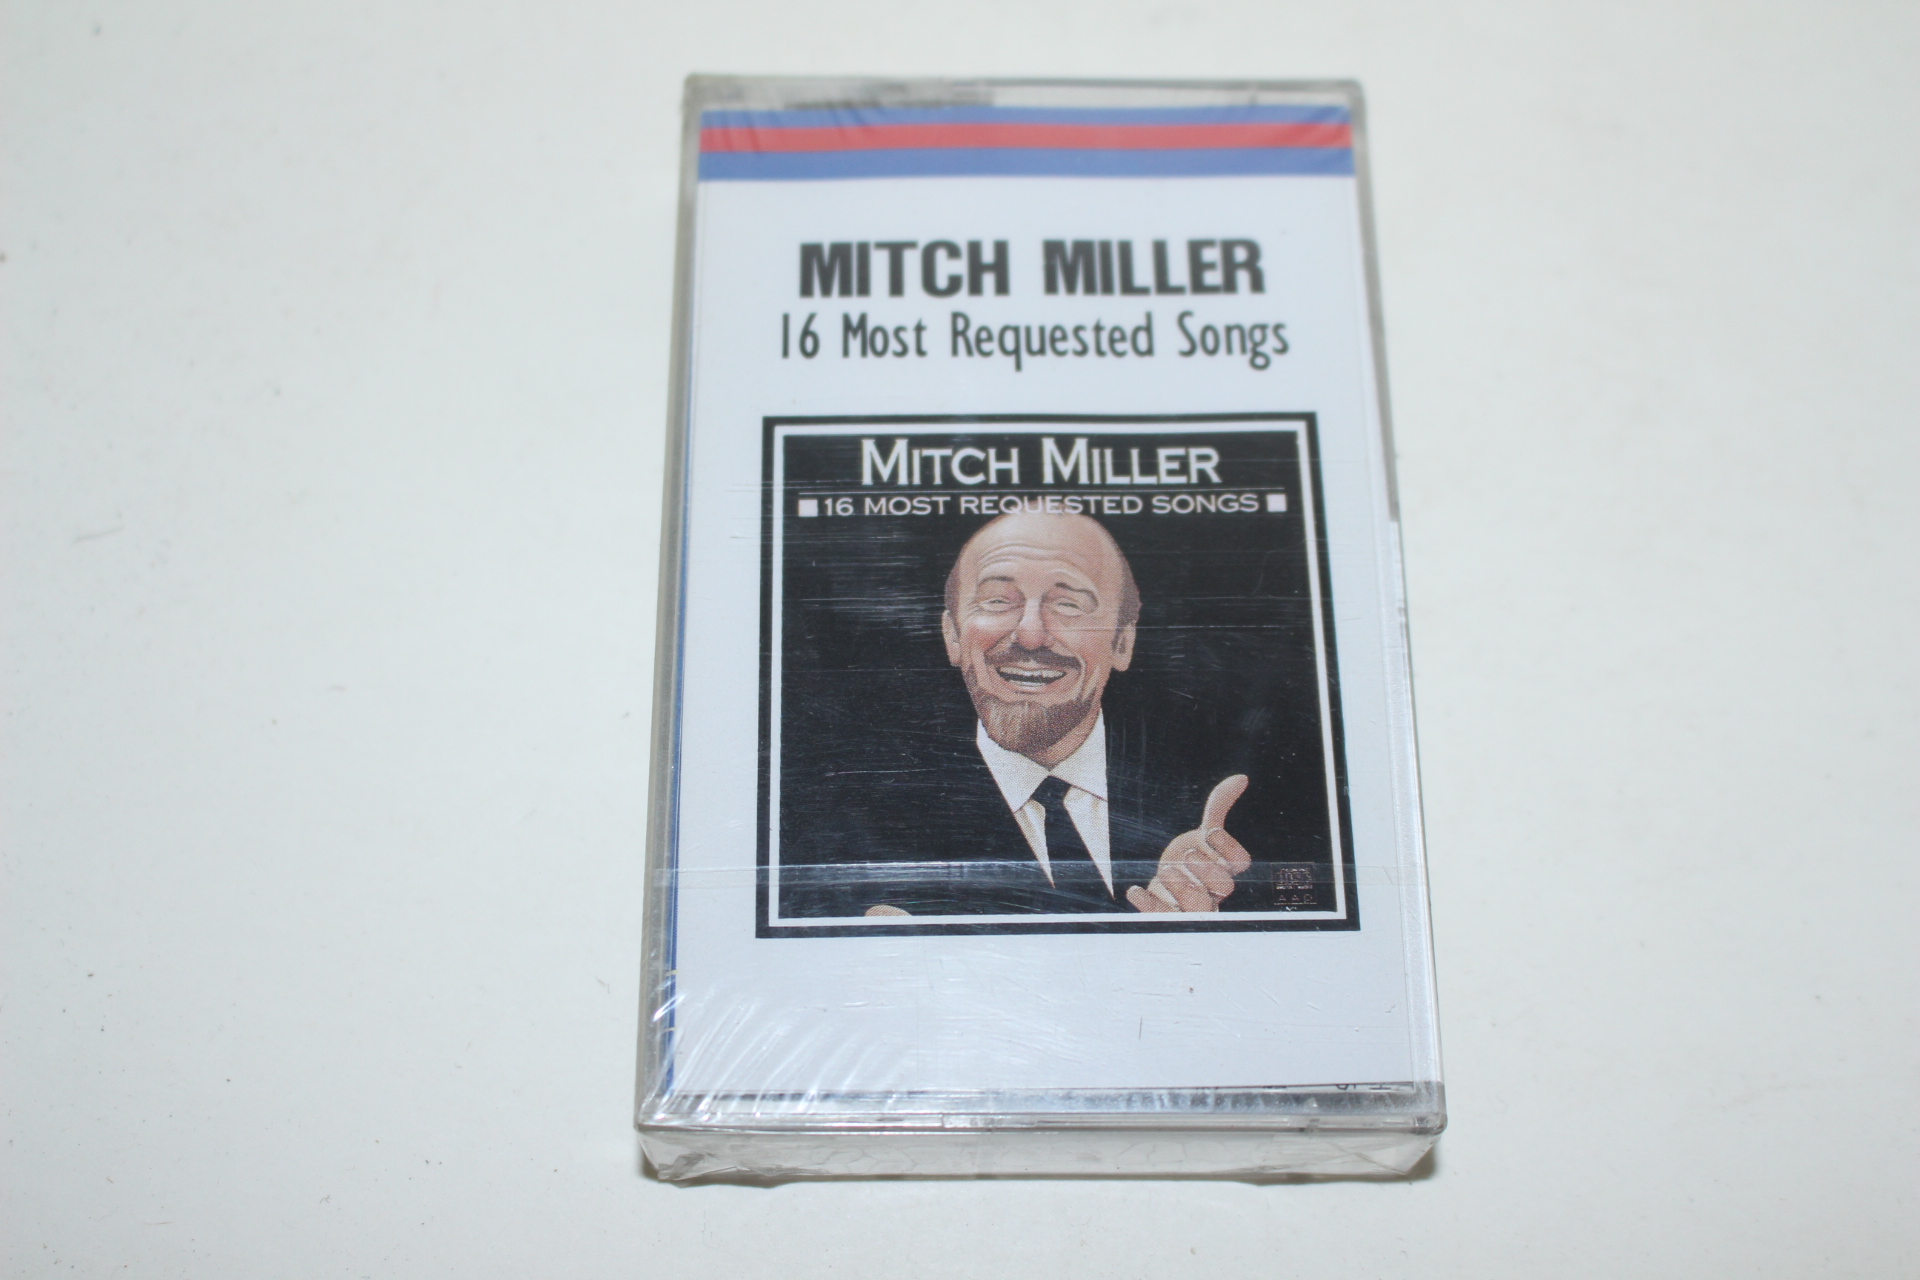 MITCH MILLER
16 Most Requested Songs
MITCH MILLER
16 MOST REQUESTED SONGS